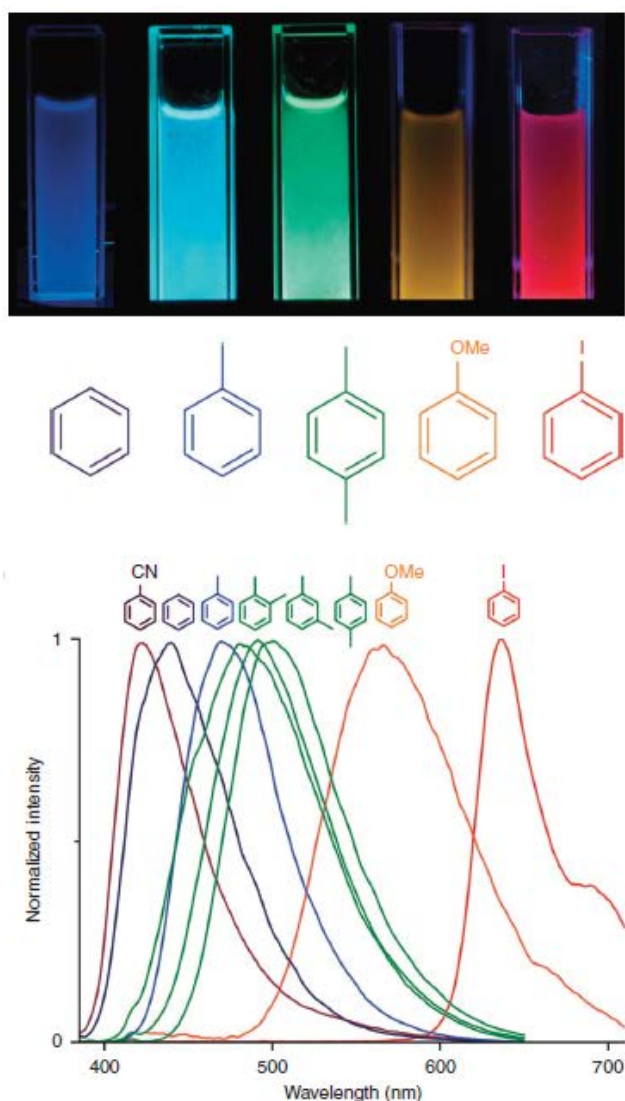 OMe
I
CN
OMe
I
1
Normalized intensity
0
400
500
600
700
Wavelength (nm)